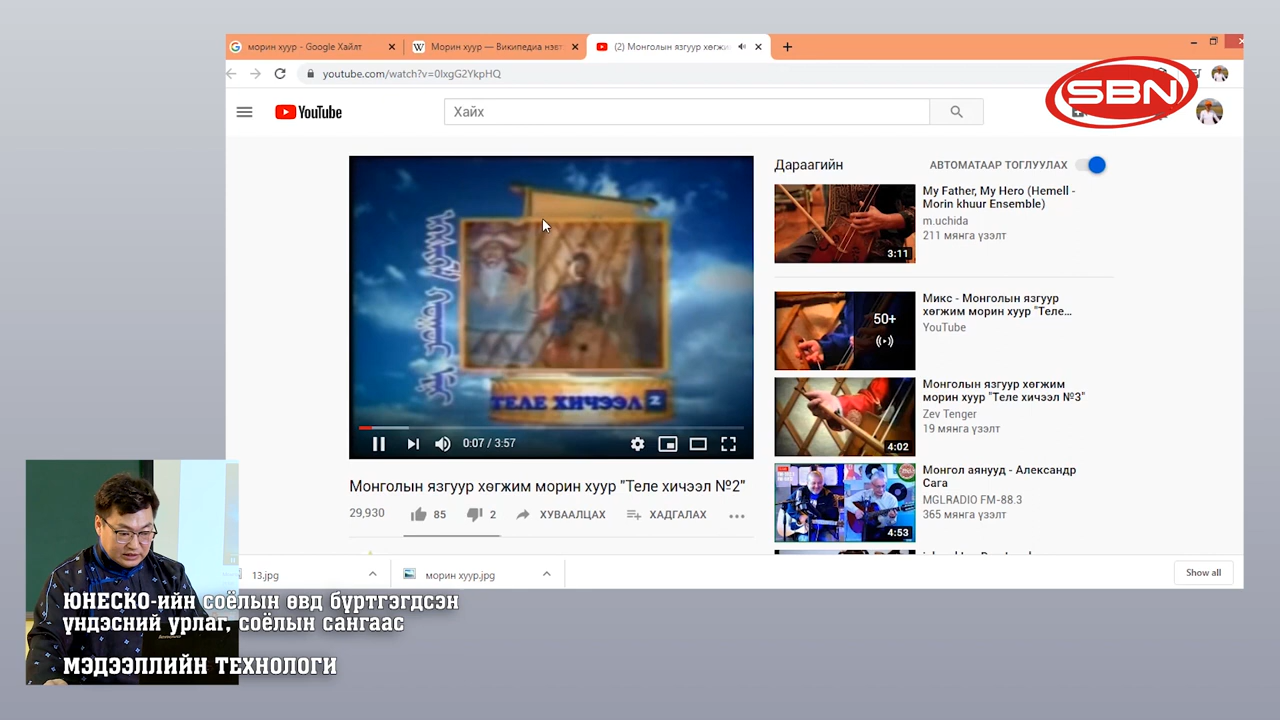 морин хуур - Google Хайлт
Морин хуур — Википедиа нэвт
(2) Монголын язгуур хөгжи
youtube.com/watch?v=0lxgG2YkpHQ
SBN
YouTube
Хайх
Дараагийн
АВТОМАТААР ТОГЛУУЛАХ
ТЕЛЕ ХИЧЭЭЛ 2
0:07 / 3:57
Монголын язгуур хөгжим морин хуур "Теле хичээл №2"
29,930
85
2
ХУВААЛЦАХ
ХАДГАЛАХ
My Father, My Hero (Hemell -
Morin khuur Ensemble)
m.uchida
211 мянга үзэлт
3:11
Микс - Монголын язгуур
хөгжим морин хуур "Теле...
YouTube
50+
Монголын язгуур хөгжим
морин хуур "Теле хичээл №3"
Zev Tenger
19 мянга үзэлт
4:02
Монгол аянууд - Александр
Сага
MGLRADIO FM-88.3
365 мянга үзэлт
4:53
13.jpg
морин хуур.jpg
Show all
ЮНЕСКО-ийн соёлын өвд бүртгэгдсэн
үндэсний урлаг, соёлын сангаас
МЭДЭЭЛЛИЙН ТЕХНОЛОГИ